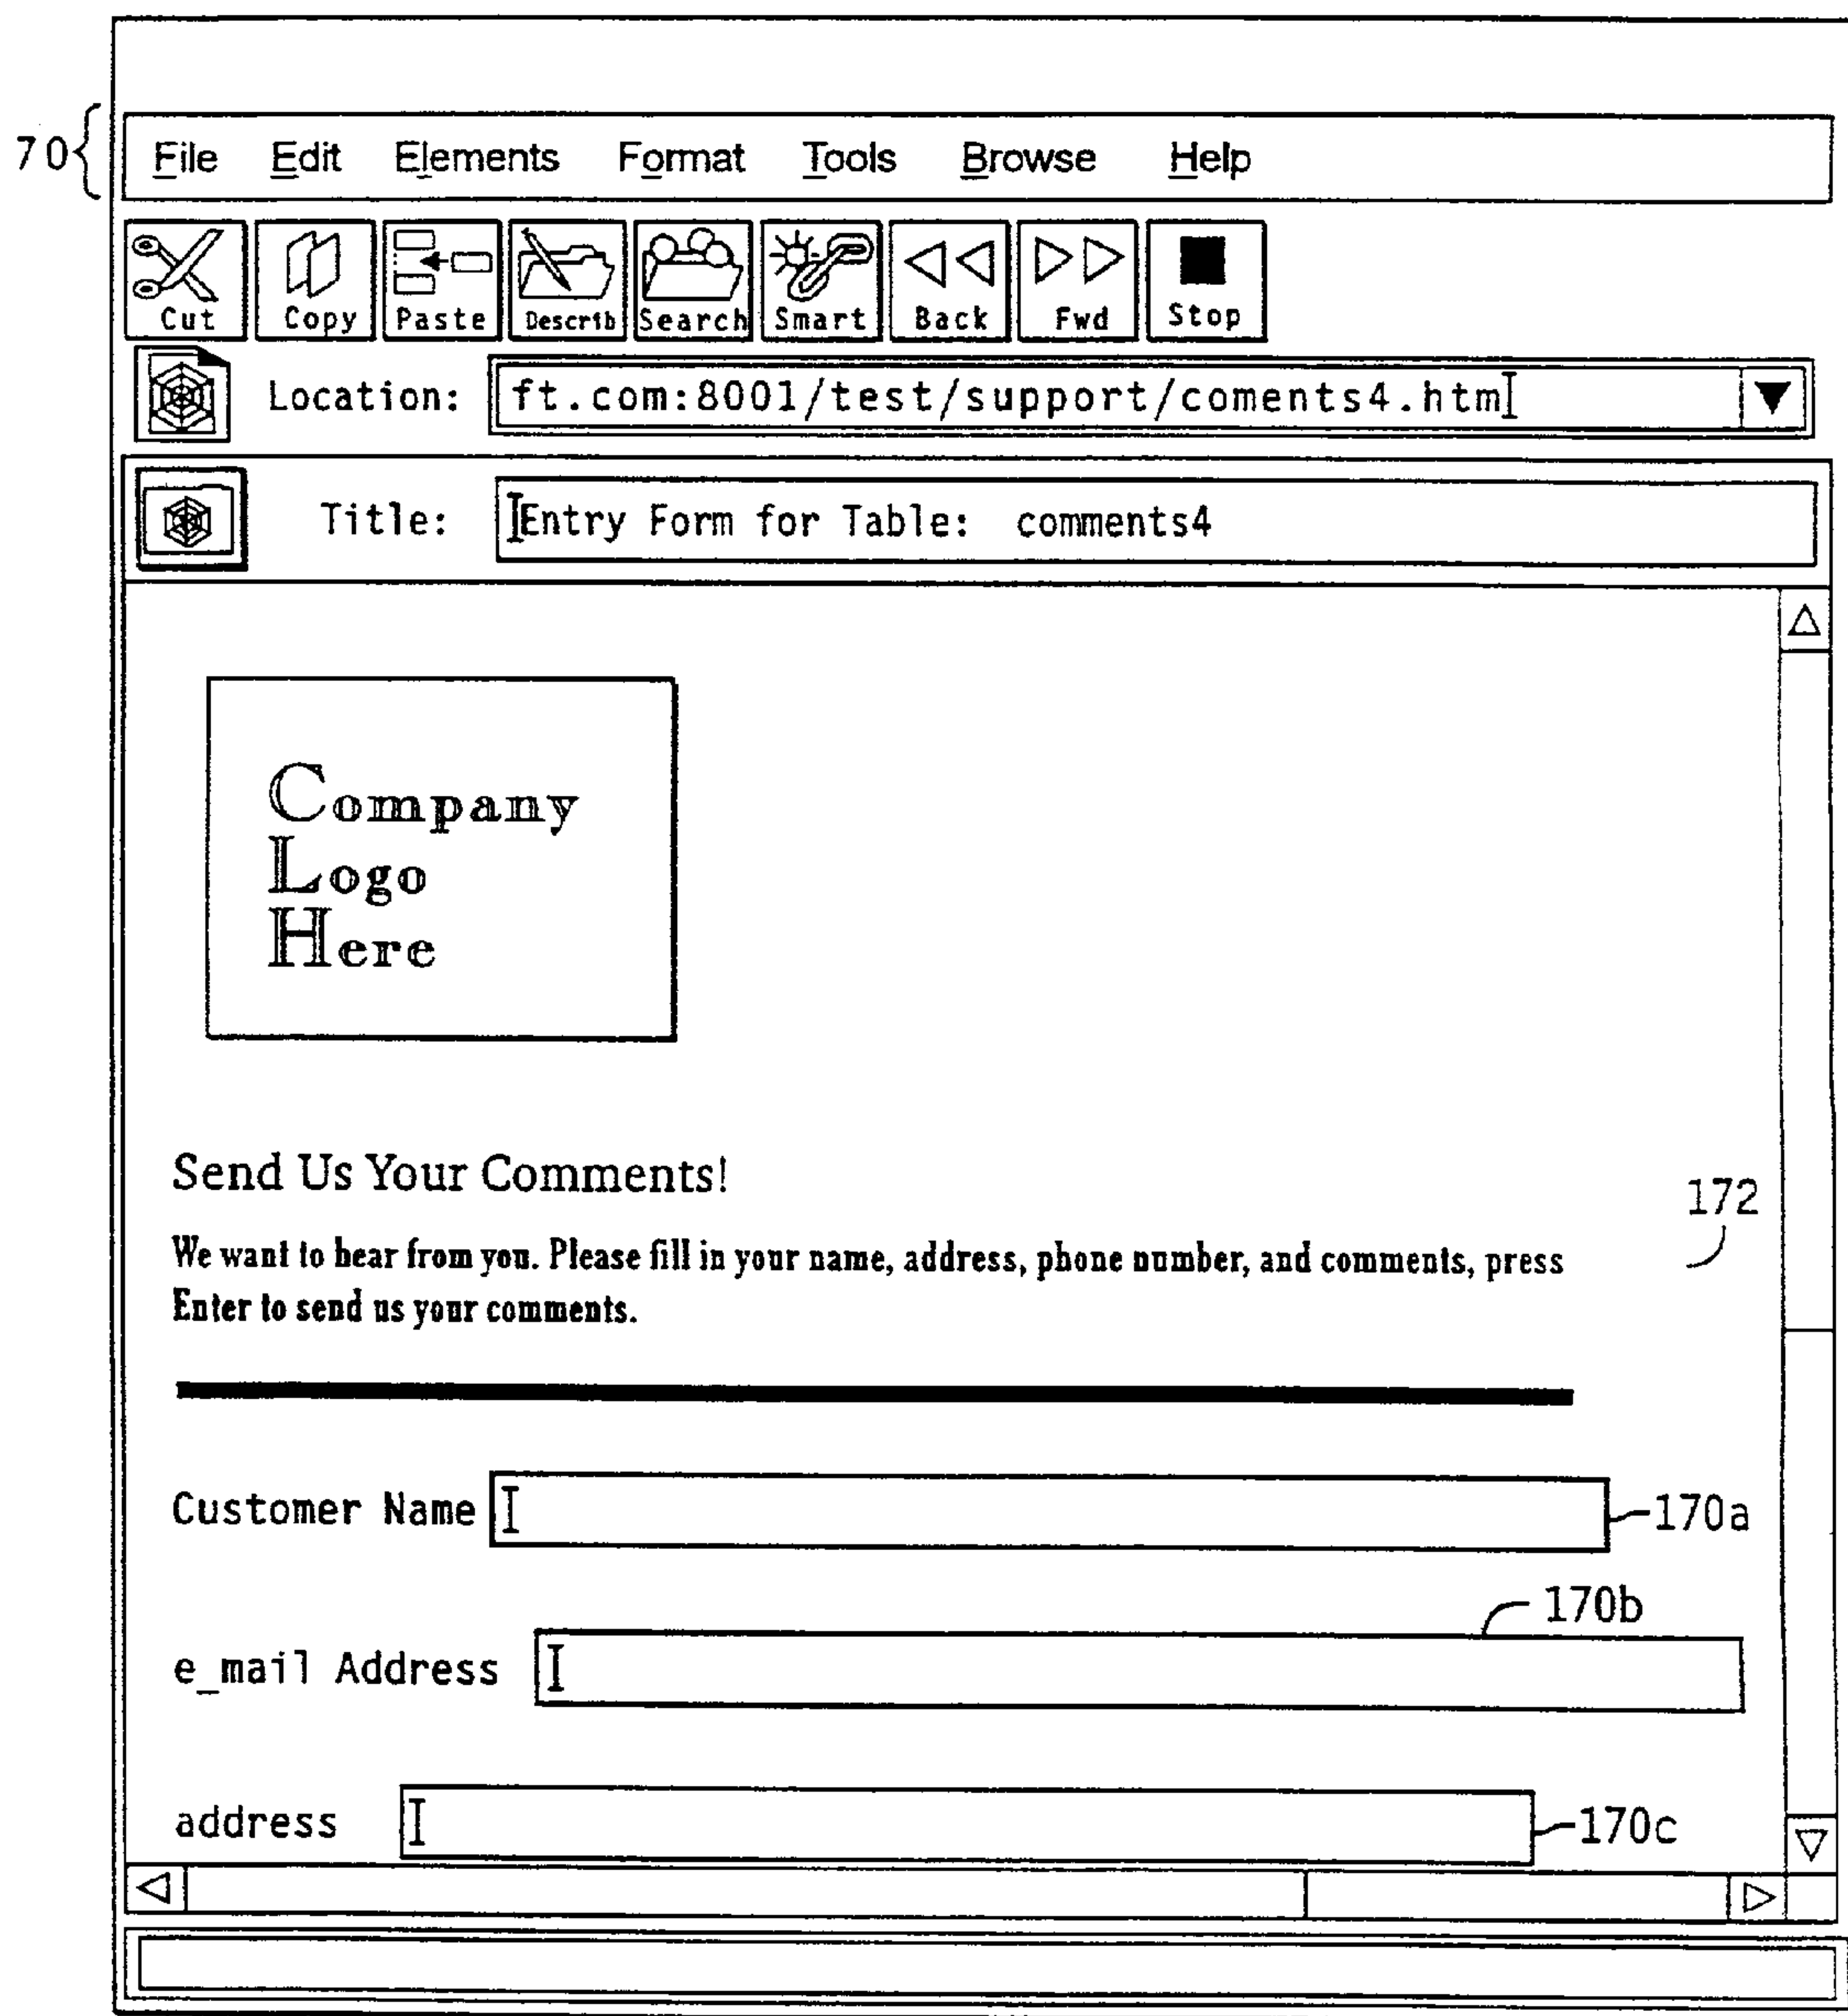 70
File Edit Elements Format Tools Browse Help
Cut Copy Paste Describ Search Smart Back Fwd Stop
Location: ft.com:8001/test/support/coments4.htm
Title: Entry Form for Table: comments4
Company
Logo
Here
Send Us Your Comments!
172
We want to hear from you. Please fill in your name, address, phone number, and comments, press
Enter to send us your comments.
Customer Name 170a
170b
e_mail Address
address 170c